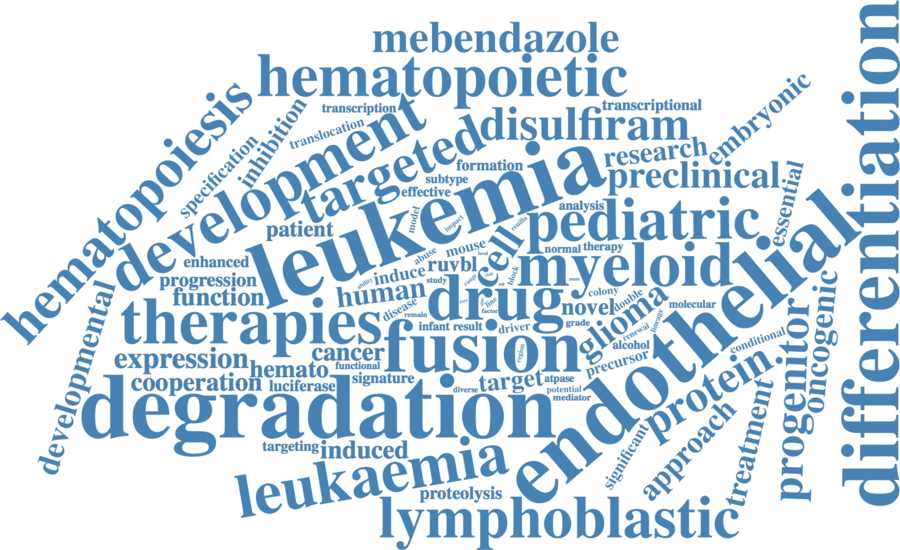 mebendazole
hematopoietic
differentiation
hematopoiesis
inhibition
transcription
transcriptional
embryonic
translocation
specification
development
targeted
disulfiram
research
preclinical
formation
subtype
effective
leukemia
essential
patient
model
impact
analysis
pediatric
endothelial
enhanced
abuse
mouse
cell
normal
therapy
myeloid
progression
function
induce
ruvbl
human
study
block
drug
novel
colony
double
glioma
molecular
developmental
therapies
disease
remain
line
factor
infant
result
driver
grade
renewal
lineage
fusion
alcohol
conditional
oncogenic
progenitor
expression
cancer
hemato
functional
region
precursor
cooperation
luciferase
signature
target
atpase
diverse
potential
mediator
protein
degradation
targeting
induced
significant
approach
treatment
leukaemia
proteolysis
lymphoblastic